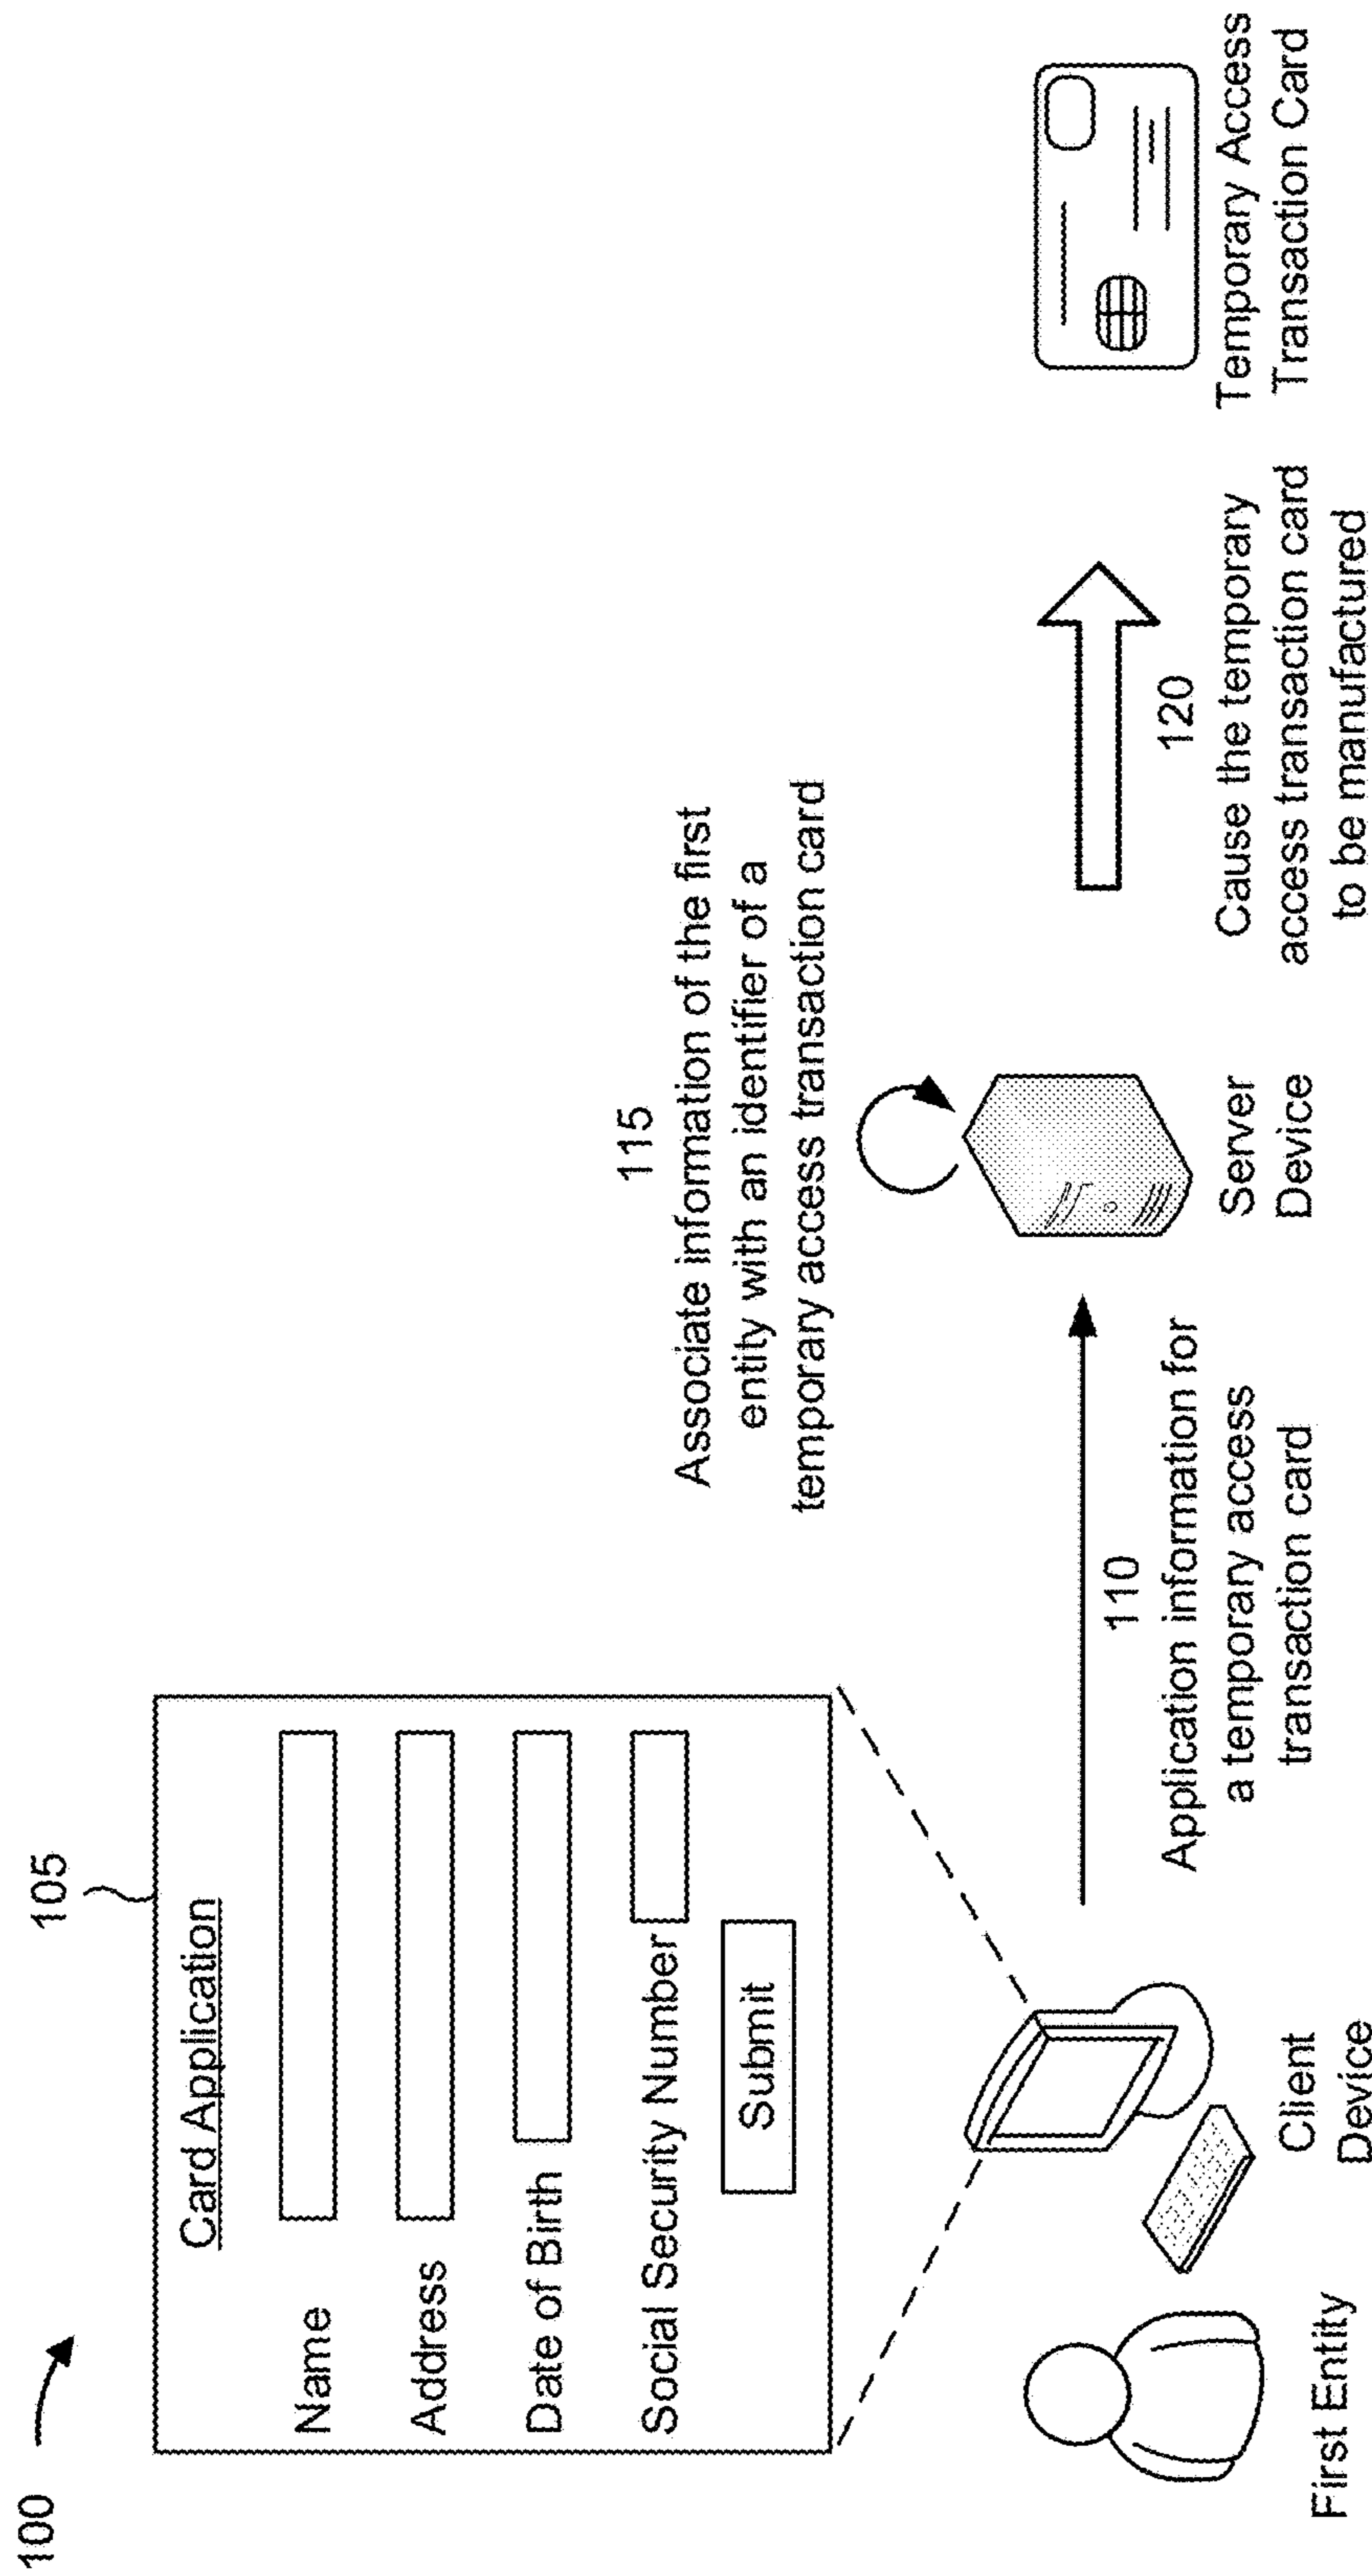 100
105
Card Application
Name
Address
Date of Birth
Social Security Number
Submit
First Entity
Client
Device
110
Application information for
a temporary access
transaction card
115
Associate information of the first
entity with an identifier of a
temporary access transaction card
Server
Device
120
Cause the temporary
access transaction card
to be manufactured
Temporary Access
Transaction Card